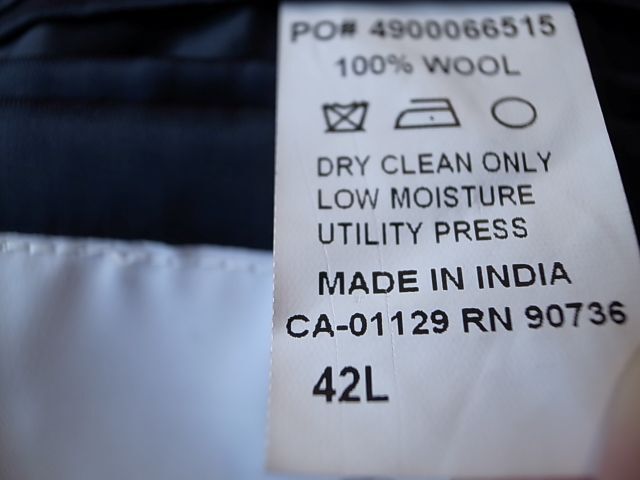 PO# 4900066515
100% WOOL
DRY CLEAN ONLY
LOW MOISTURE
UTILITY PRESS
MADE IN INDIA
CA-01129 RN 90736
42L